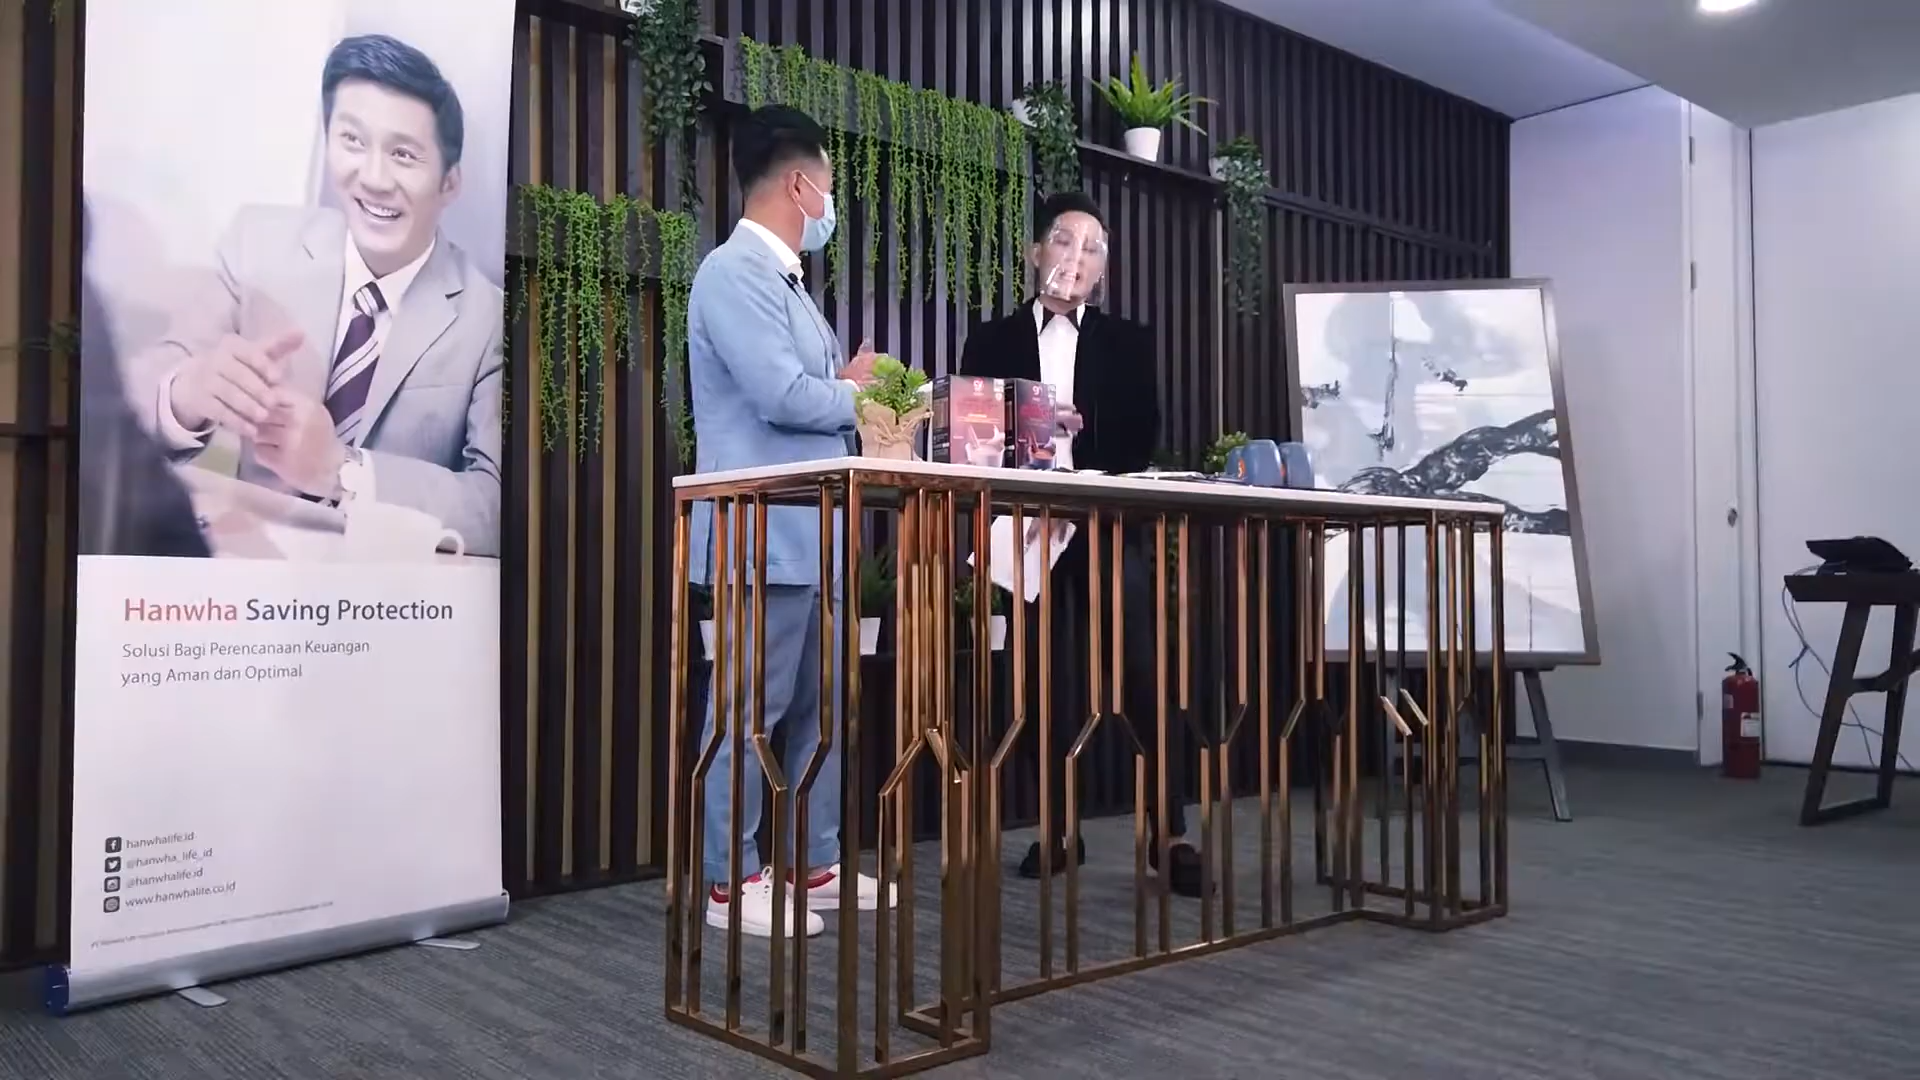 Hanwha Saving Protection
Solusi Bagi Perencanaan Keuangan
yang Aman dan Optimal
hanwhalife.id
@hanwha_life_id
@hanwhalife.id
www.hanwhalife.co.id